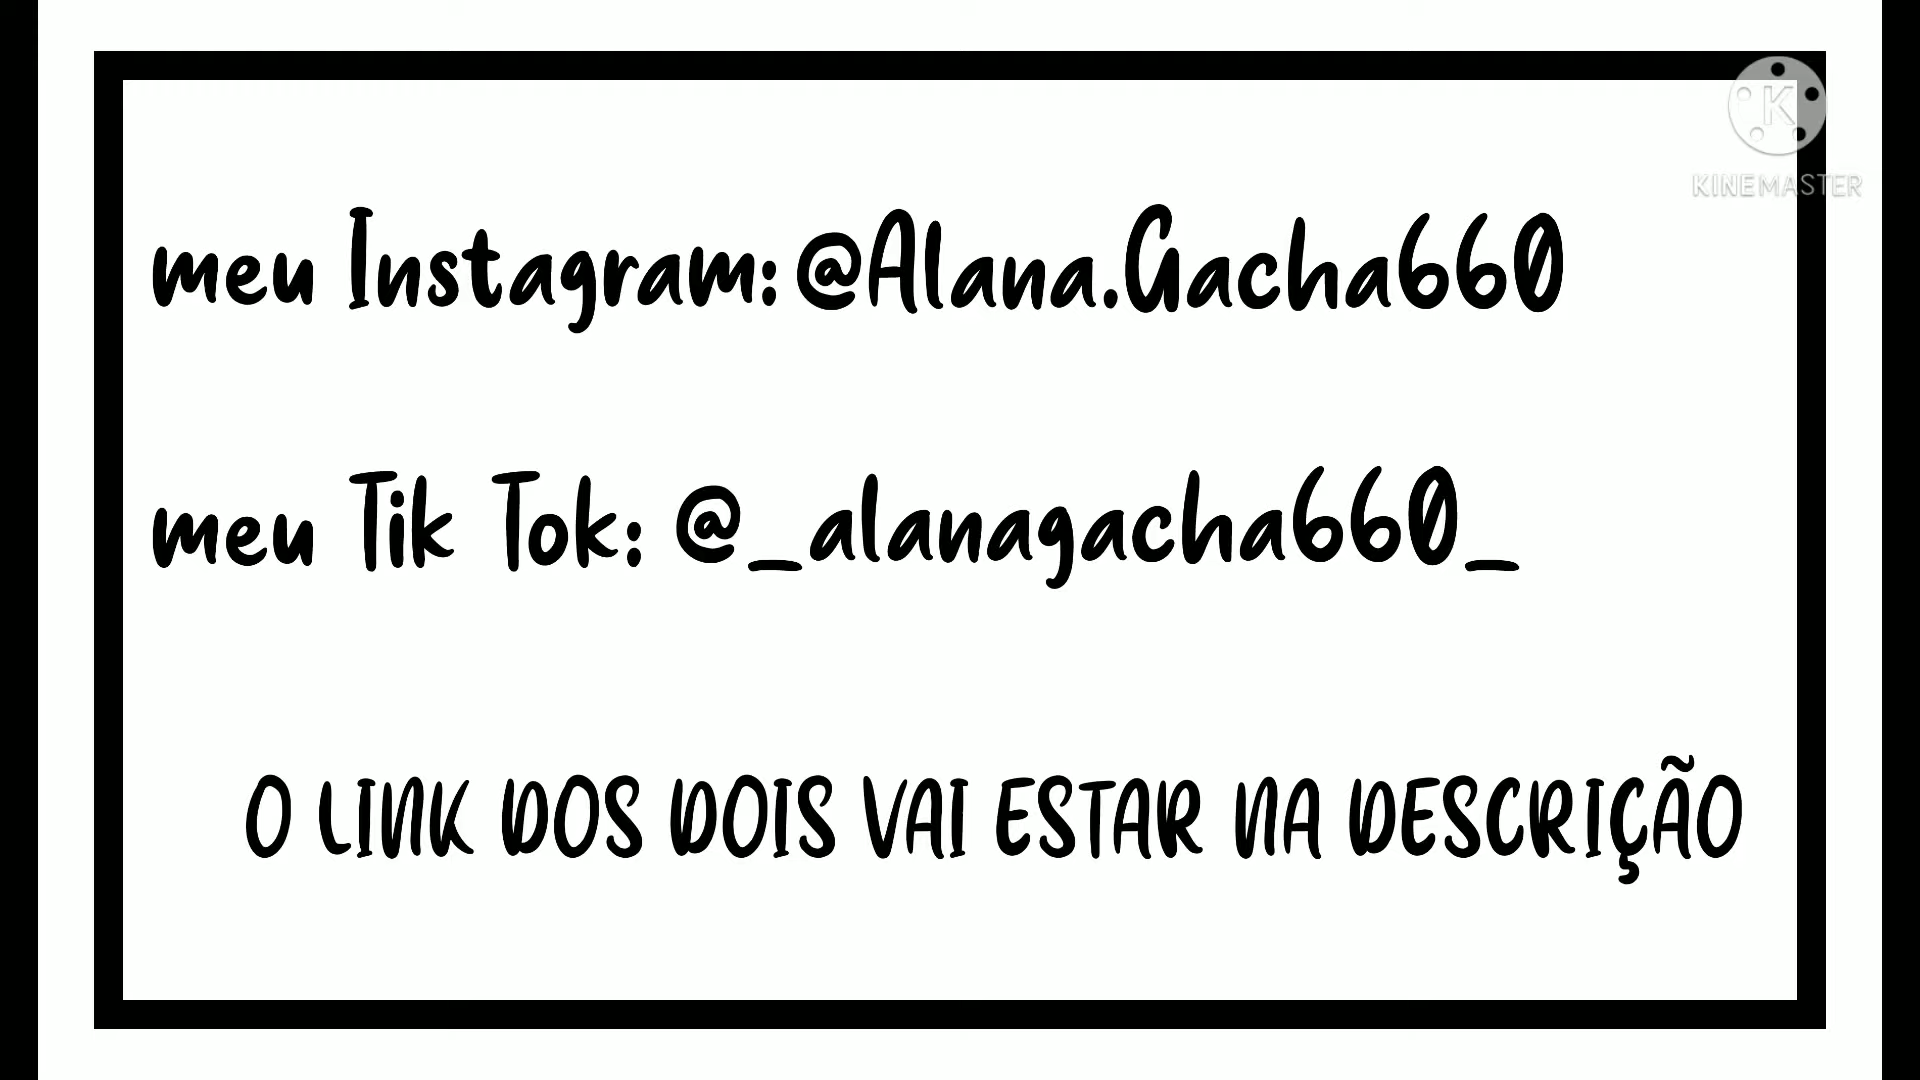 K
KINEMASTER
meu Instagram:@Alana.Gacha660
meu Tik Tok: @_alanagacha660_
O LINK DOS DOIS VAI ESTAR NA DESCRIÇÃO